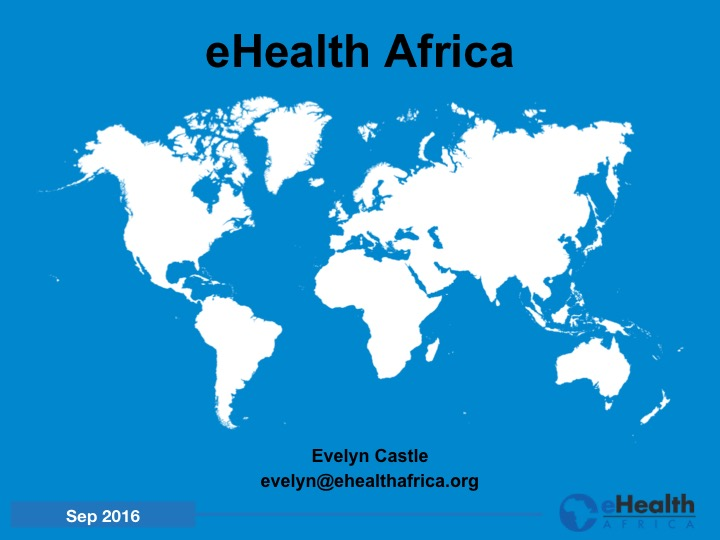 eHealth Africa
Evelyn Castle
evelyn@ehealthafrica.org
Sep 2016
eHealth
AFRICA